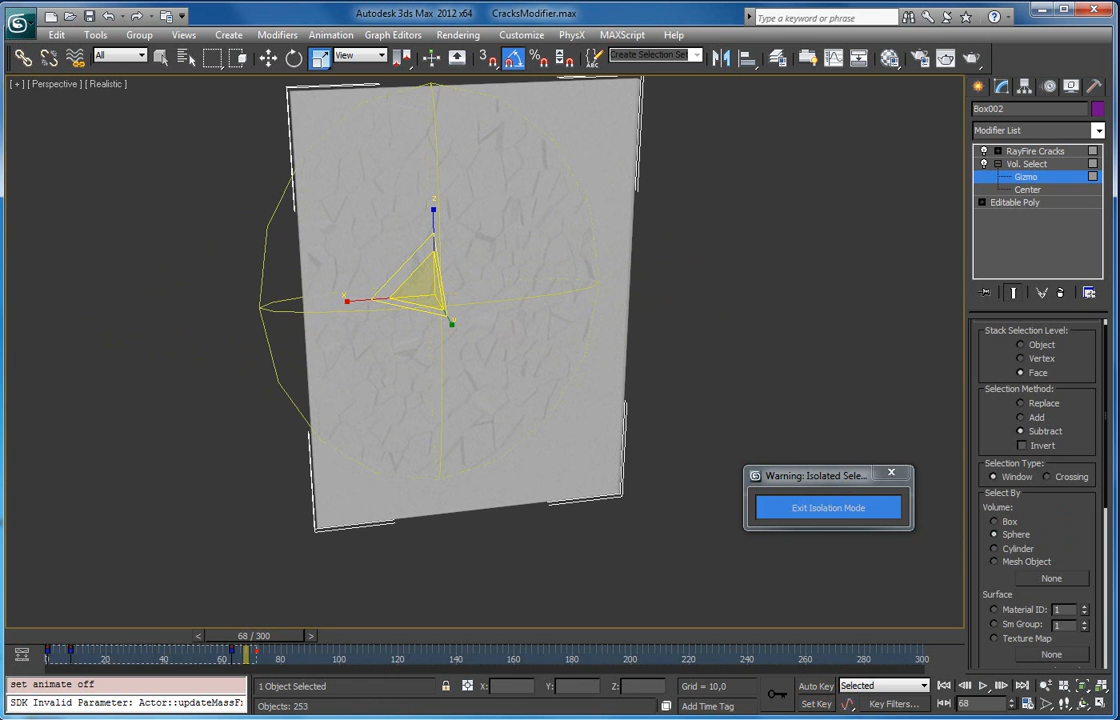 Autodesk 3ds Max 2012 x64 CracksModifier.max
Type a keyword or phrase
Edit Tools Group Views Create Modifiers Animation Graph Editors Rendering Customize PhysX MAXScript Help
All View Create Selection Se
[ + ] [ Perspective ] [ Realistic ]
Box002
Modifier List
RayFire Cracks
Vol. Select
Gizmo
Center
Editable Poly
z
x
Stack Selection Level:
Object
Vertex
Face
Selection Method:
Replace
Add
Subtract
Invert
Selection Type:
Window Crossing
Select By
Volume:
Box
Sphere
Cylinder
Mesh Object
None
Surface
Material ID: 1
Sm Group: 1
Texture Map
None
Warning: Isolated Sele...
Exit Isolation Mode
< 68 / 300 >
0 20 40 60 80 100 120 140 160 180 200 220 240 260 280 300
set animate off
SDK Invalid Parameter: Actor::updateMassF
1 Object Selected X: Y: Z: Grid = 10,0 Auto Key Selected
Objects: 253 Add Time Tag Set Key Key Filters... 68